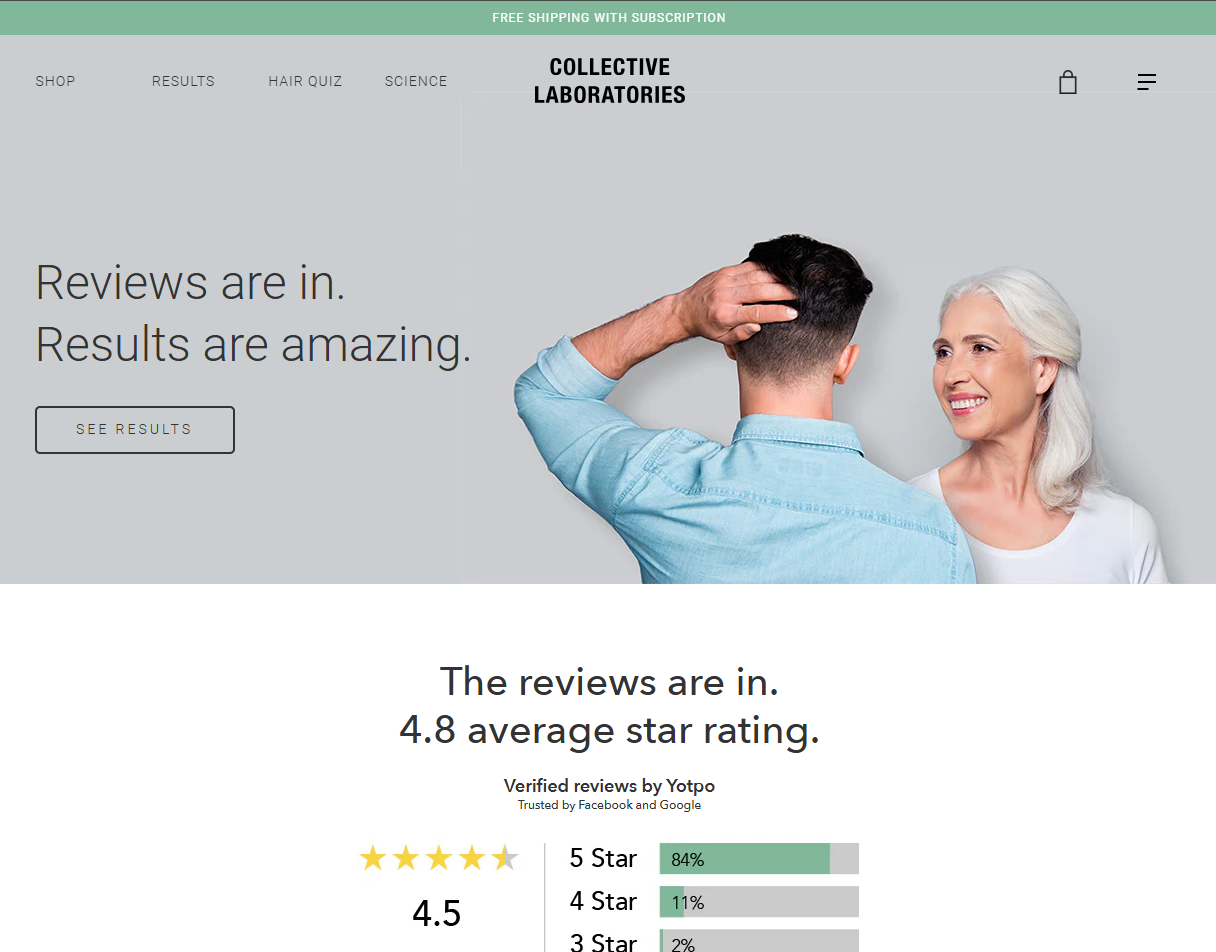 FREE SHIPPING WITH SUBSCRIPTION
SHOP
RESULTS
HAIR QUIZ
SCIENCE
COLLECTIVE
LABORATORIES
Reviews are in.
Results are amazing.
SEE RESULTS
The reviews are in.
4.8 average star rating.
Verified reviews by Yotpo
Trusted by Facebook and Google
4.5
5 Star 84%
4 Star 11%
3 Star 2%